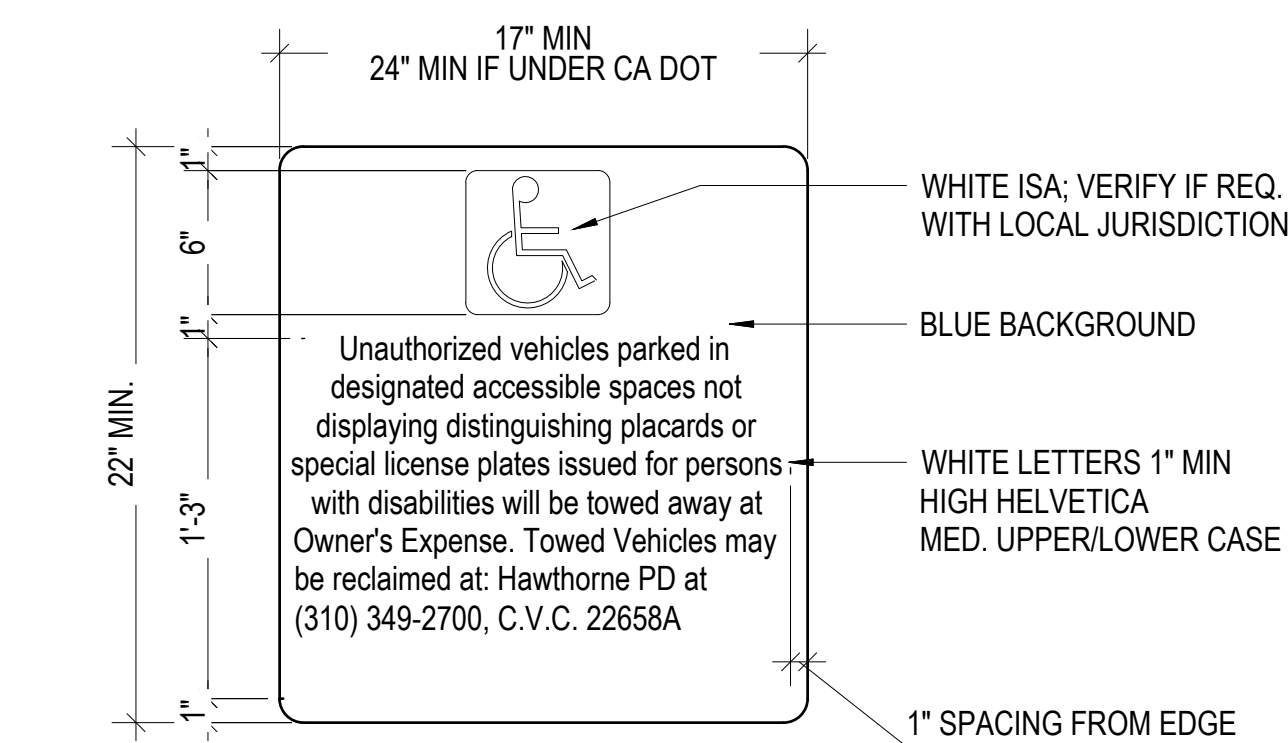 17" MIN
24" MIN IF UNDER CA DOT
1"
6"
1"
22" MIN.
1'-3"
1"
WHITE ISA; VERIFY IF REQ.
WITH LOCAL JURISDICTION
BLUE BACKGROUND
Unauthorized vehicles parked in
designated accessible spaces not
displaying distinguishing placards or
special license plates issued for persons
with disabilities will be towed away at
Owner's Expense. Towed Vehicles may
be reclaimed at: Hawthorne PD at
(310) 349-2700, C.V.C. 22658A
WHITE LETTERS 1" MIN
HIGH HELVETICA
MED. UPPER/LOWER CASE
1" SPACING FROM EDGE